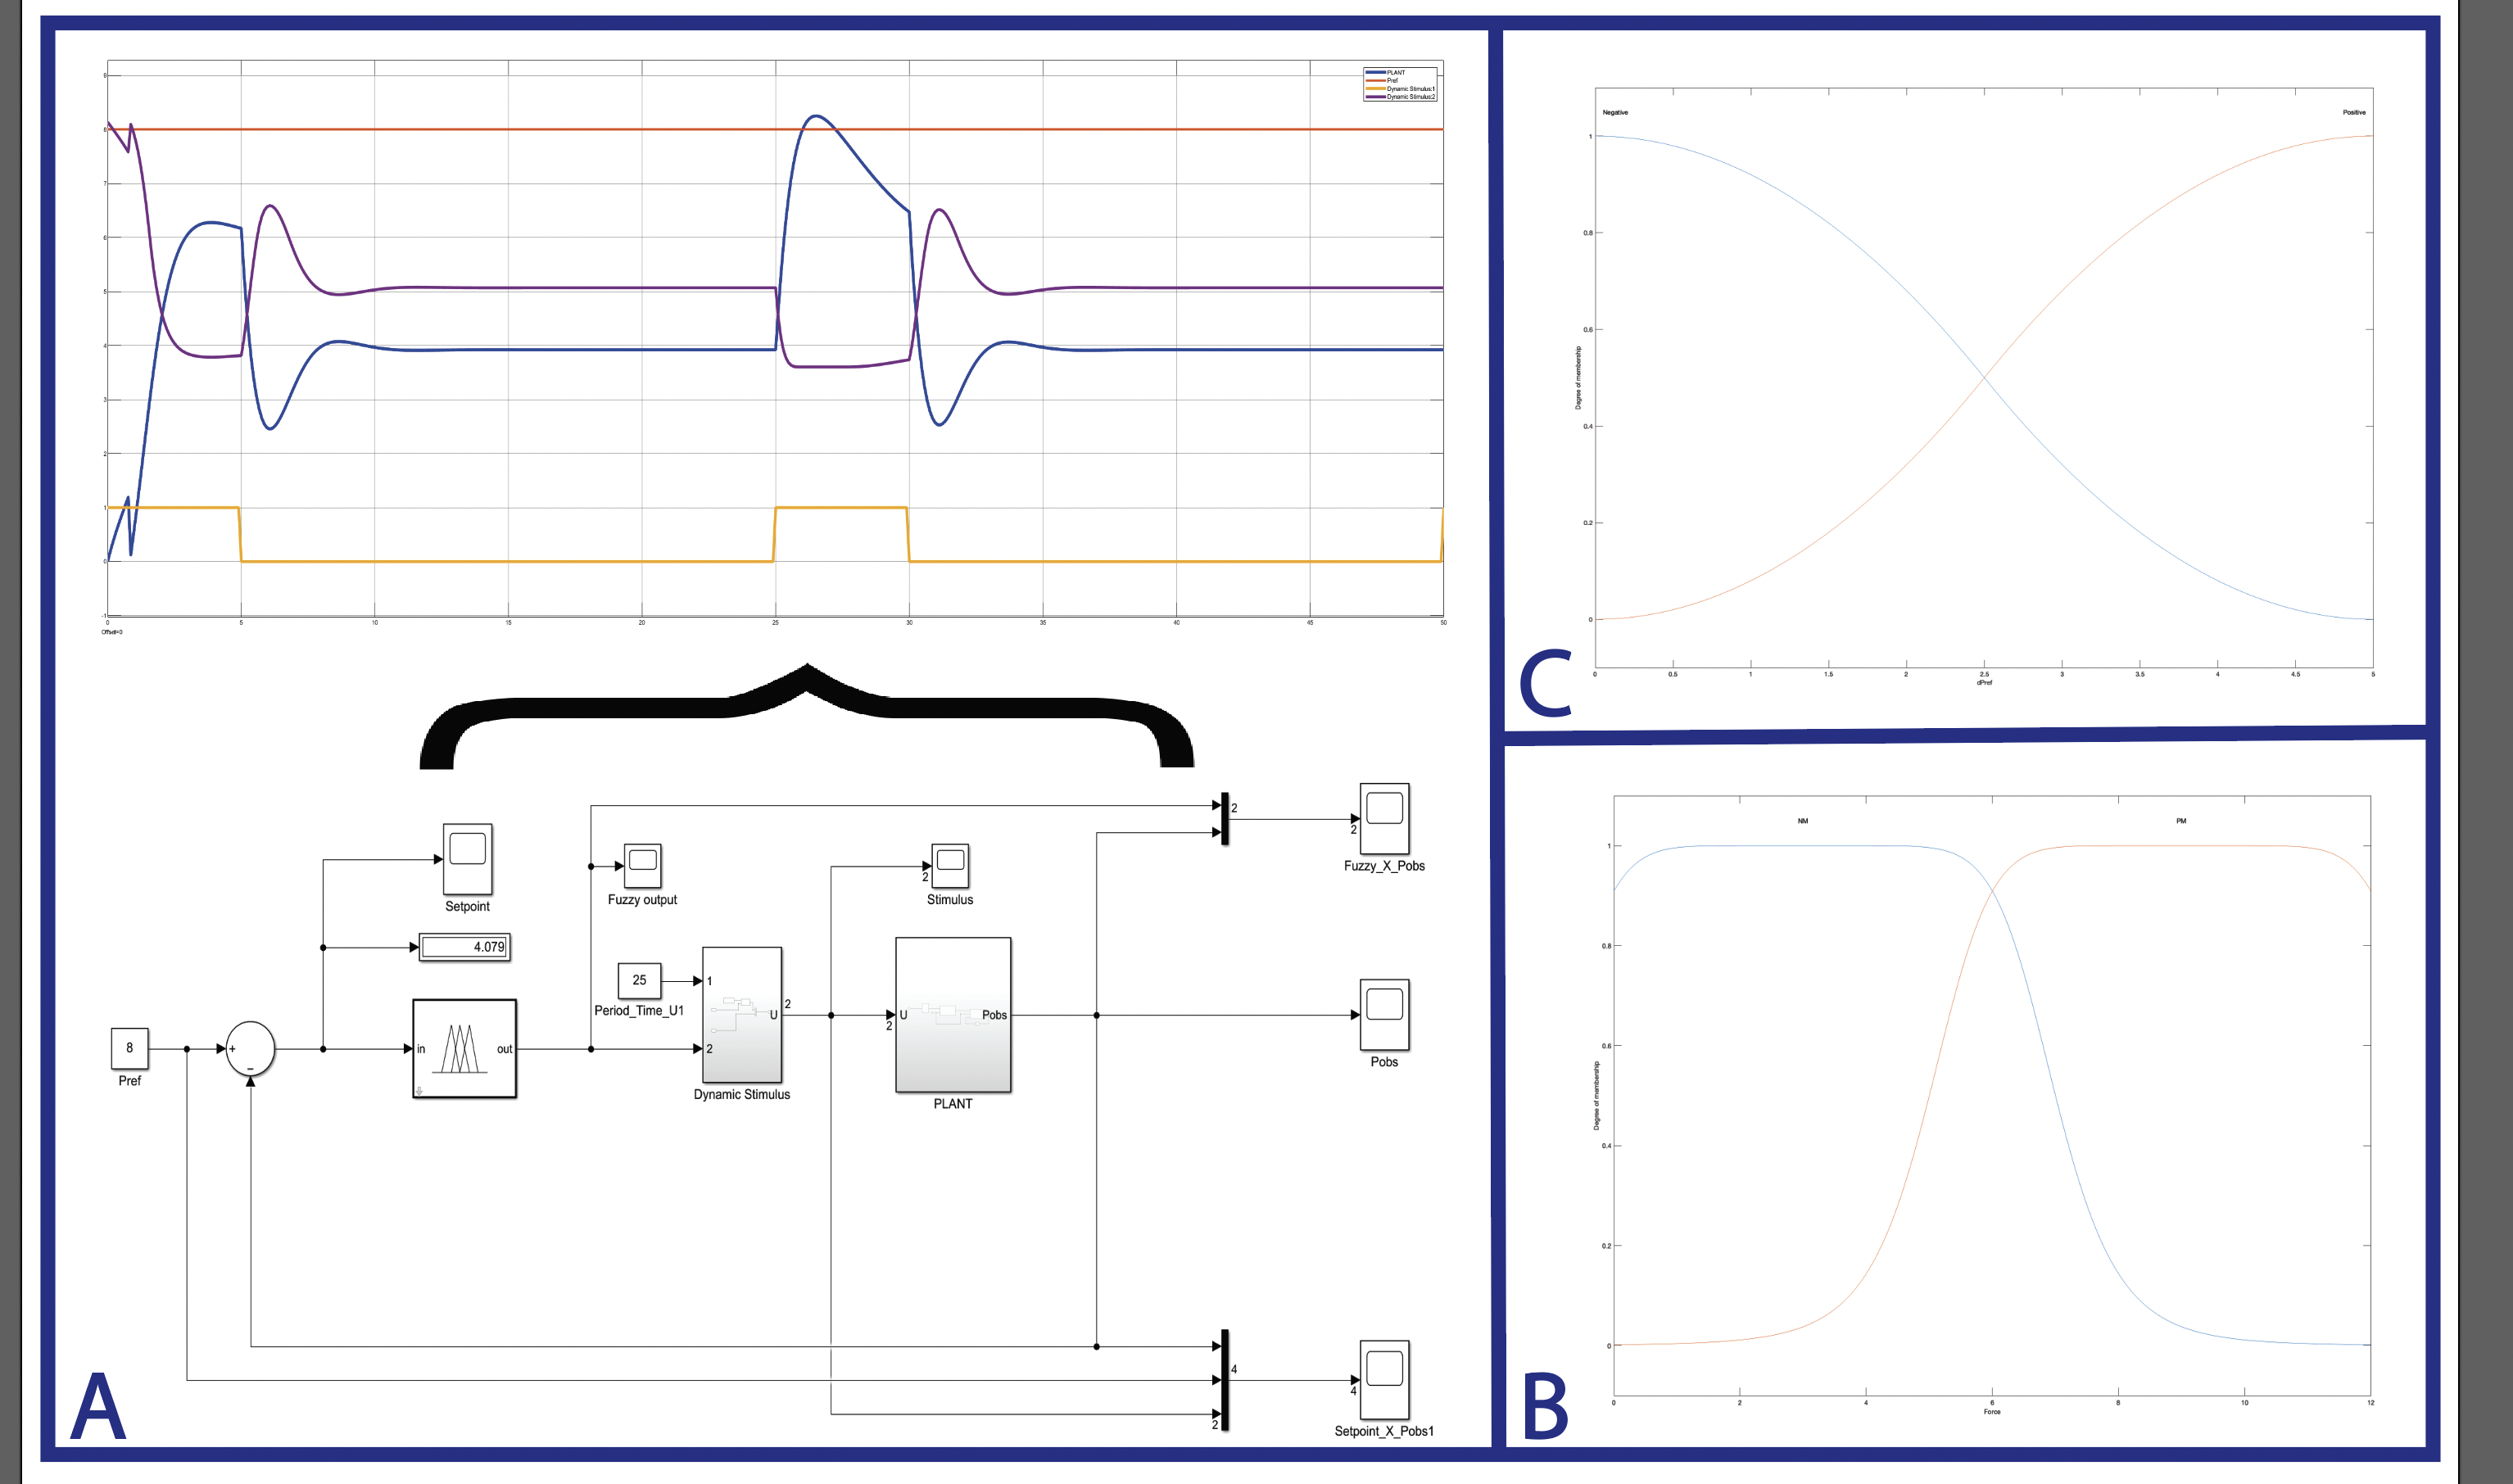 9
8
7
6
5
4
3
2
1
0
-1
0 5 10 15 20 25 30 35 40 45 50
Offset=0
PLANT
Pref
Dynamic Stimulus:1
Dynamic Stimulus:2
2
2
Fuzzy_X_Pobs
Setpoint
Fuzzy output
2
Stimulus
4.079
25
Period_Time_U1
1
2
U
2
Dynamic Stimulus
U
2
Pobs
PLANT
Pobs
8
Pref
+
−
in
out
4
4
2
Setpoint_X_Pobs1
A
Negative
Positive
1
0.8
0.6
0.4
0.2
0
Degree of membership
0 0.5 1 1.5 2 2.5 3 3.5 4 4.5 5
dPref
C
NM
PM
1
0.8
0.6
0.4
0.2
0
Degree of membership
0 2 4 6 8 10 12
Force
B